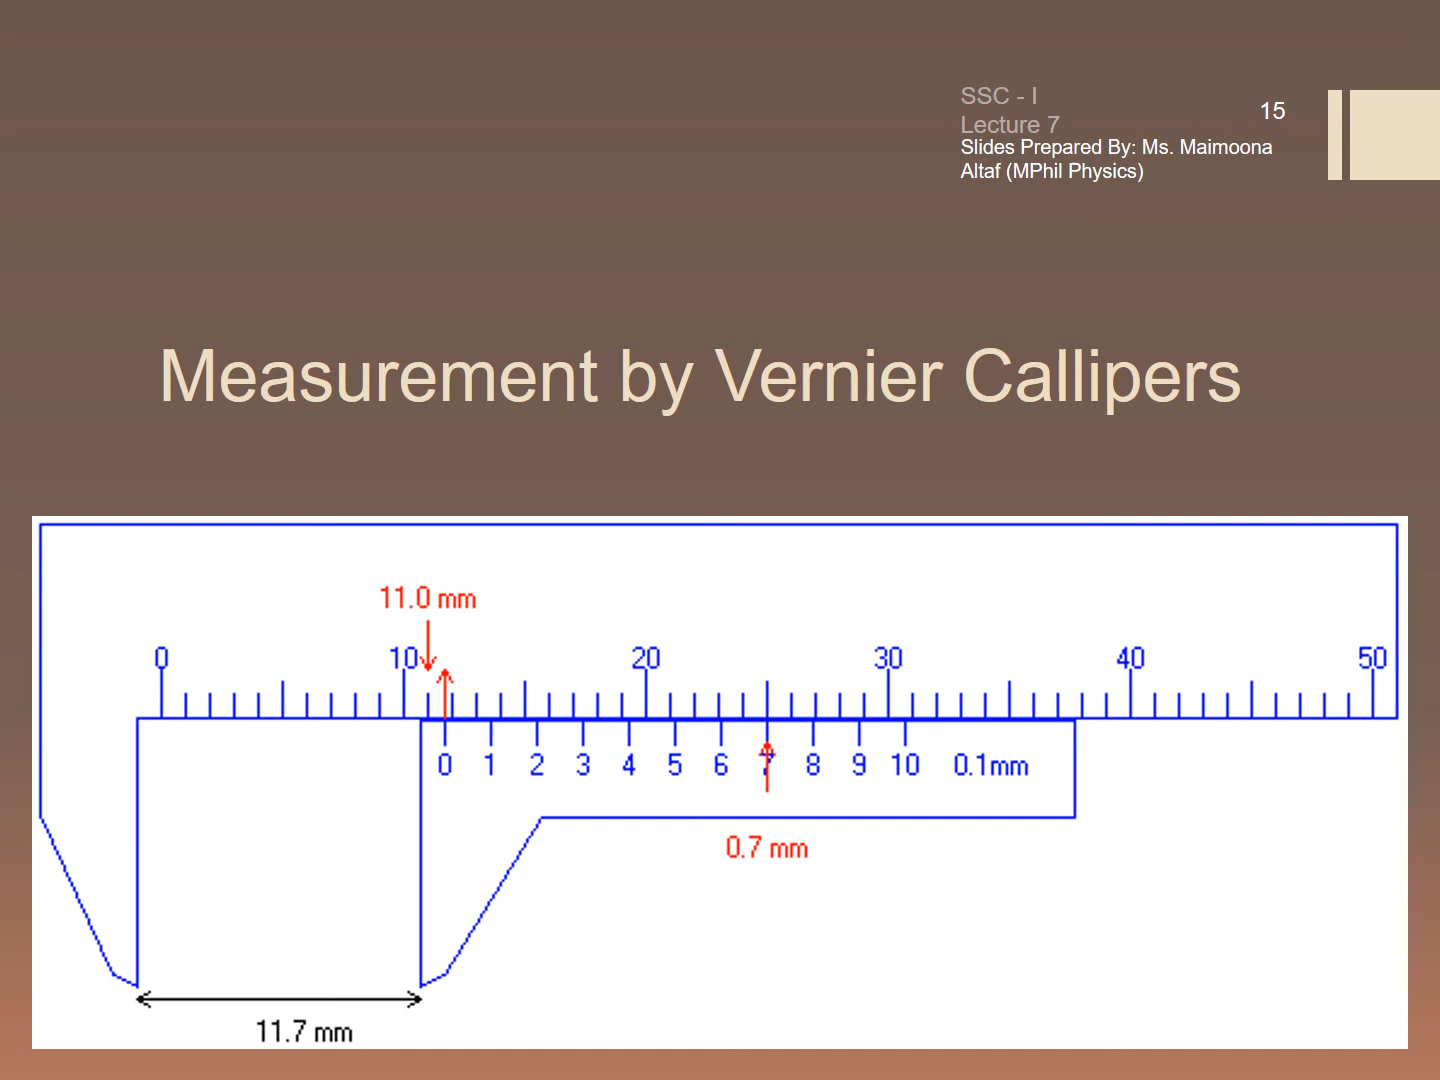 SSC - I
Lecture 7
15
Slides Prepared By: Ms. Maimoona
Altaf (MPhil Physics)
Measurement by Vernier Callipers
11.0 mm
0 10 20 30 40 50
0 1 2 3 4 5 6 7 8 9 10 0.1mm
0.7 mm
11.7 mm